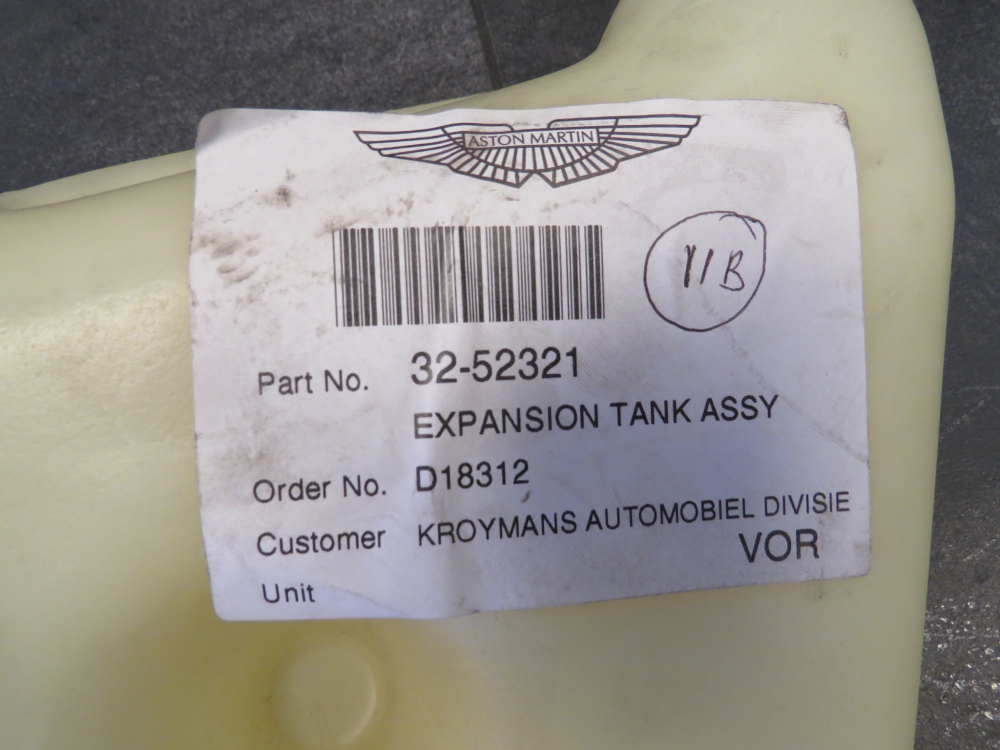 ASTON MARTIN
11B
Part No. 32-52321
EXPANSION TANK ASSY
Order No. D18312
Customer KROYMANS AUTOMOBIEL DIVISIE
VOR
Unit